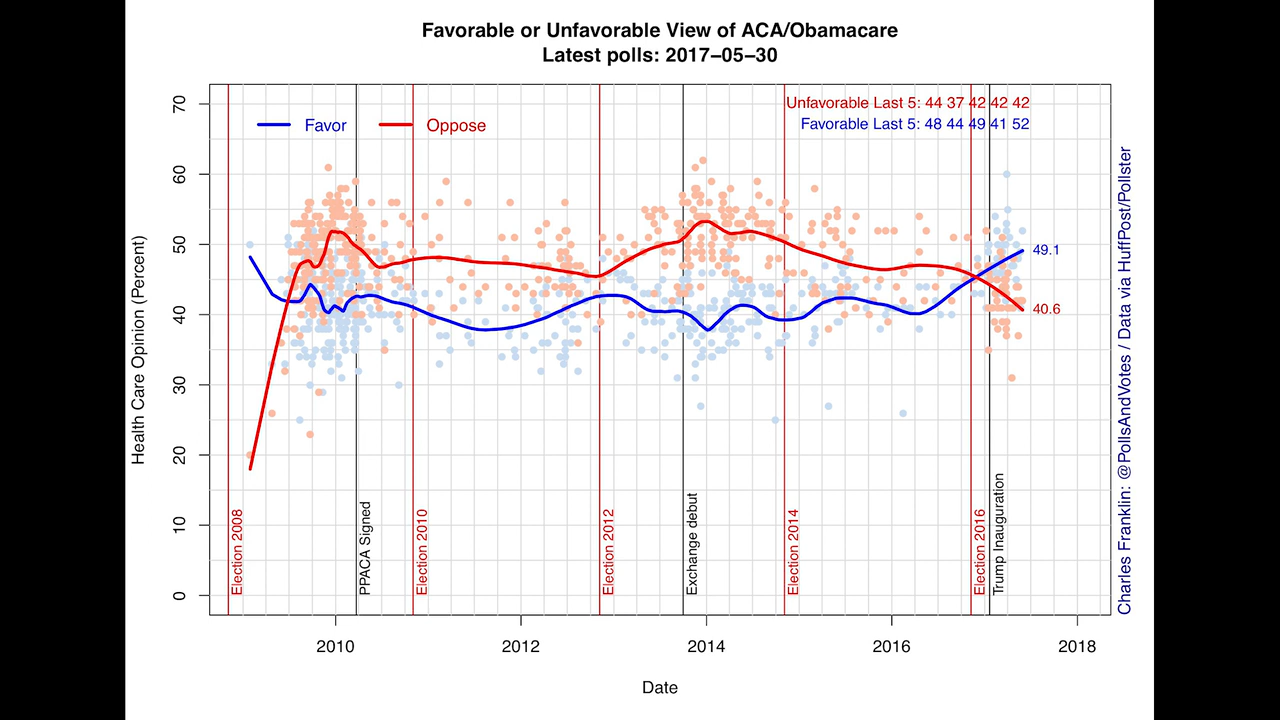 Favorable or Unfavorable View of ACA/Obamacare
Latest polls: 2017–05–30
Unfavorable Last 5: 44 37 42 42 42
Favorable Last 5: 48 44 49 41 52
Favor
Oppose
70
60
50
40
30
20
10
0
Health Care Opinion (Percent)
49.1
40.6
Election 2008
PPACA Signed
Election 2010
Election 2012
Exchange debut
Election 2014
Election 2016
Trump Inauguration
2010
2012
2014
2016
2018
Date
Charles Franklin: @PollsAndVotes / Data via HuffPost/Pollster